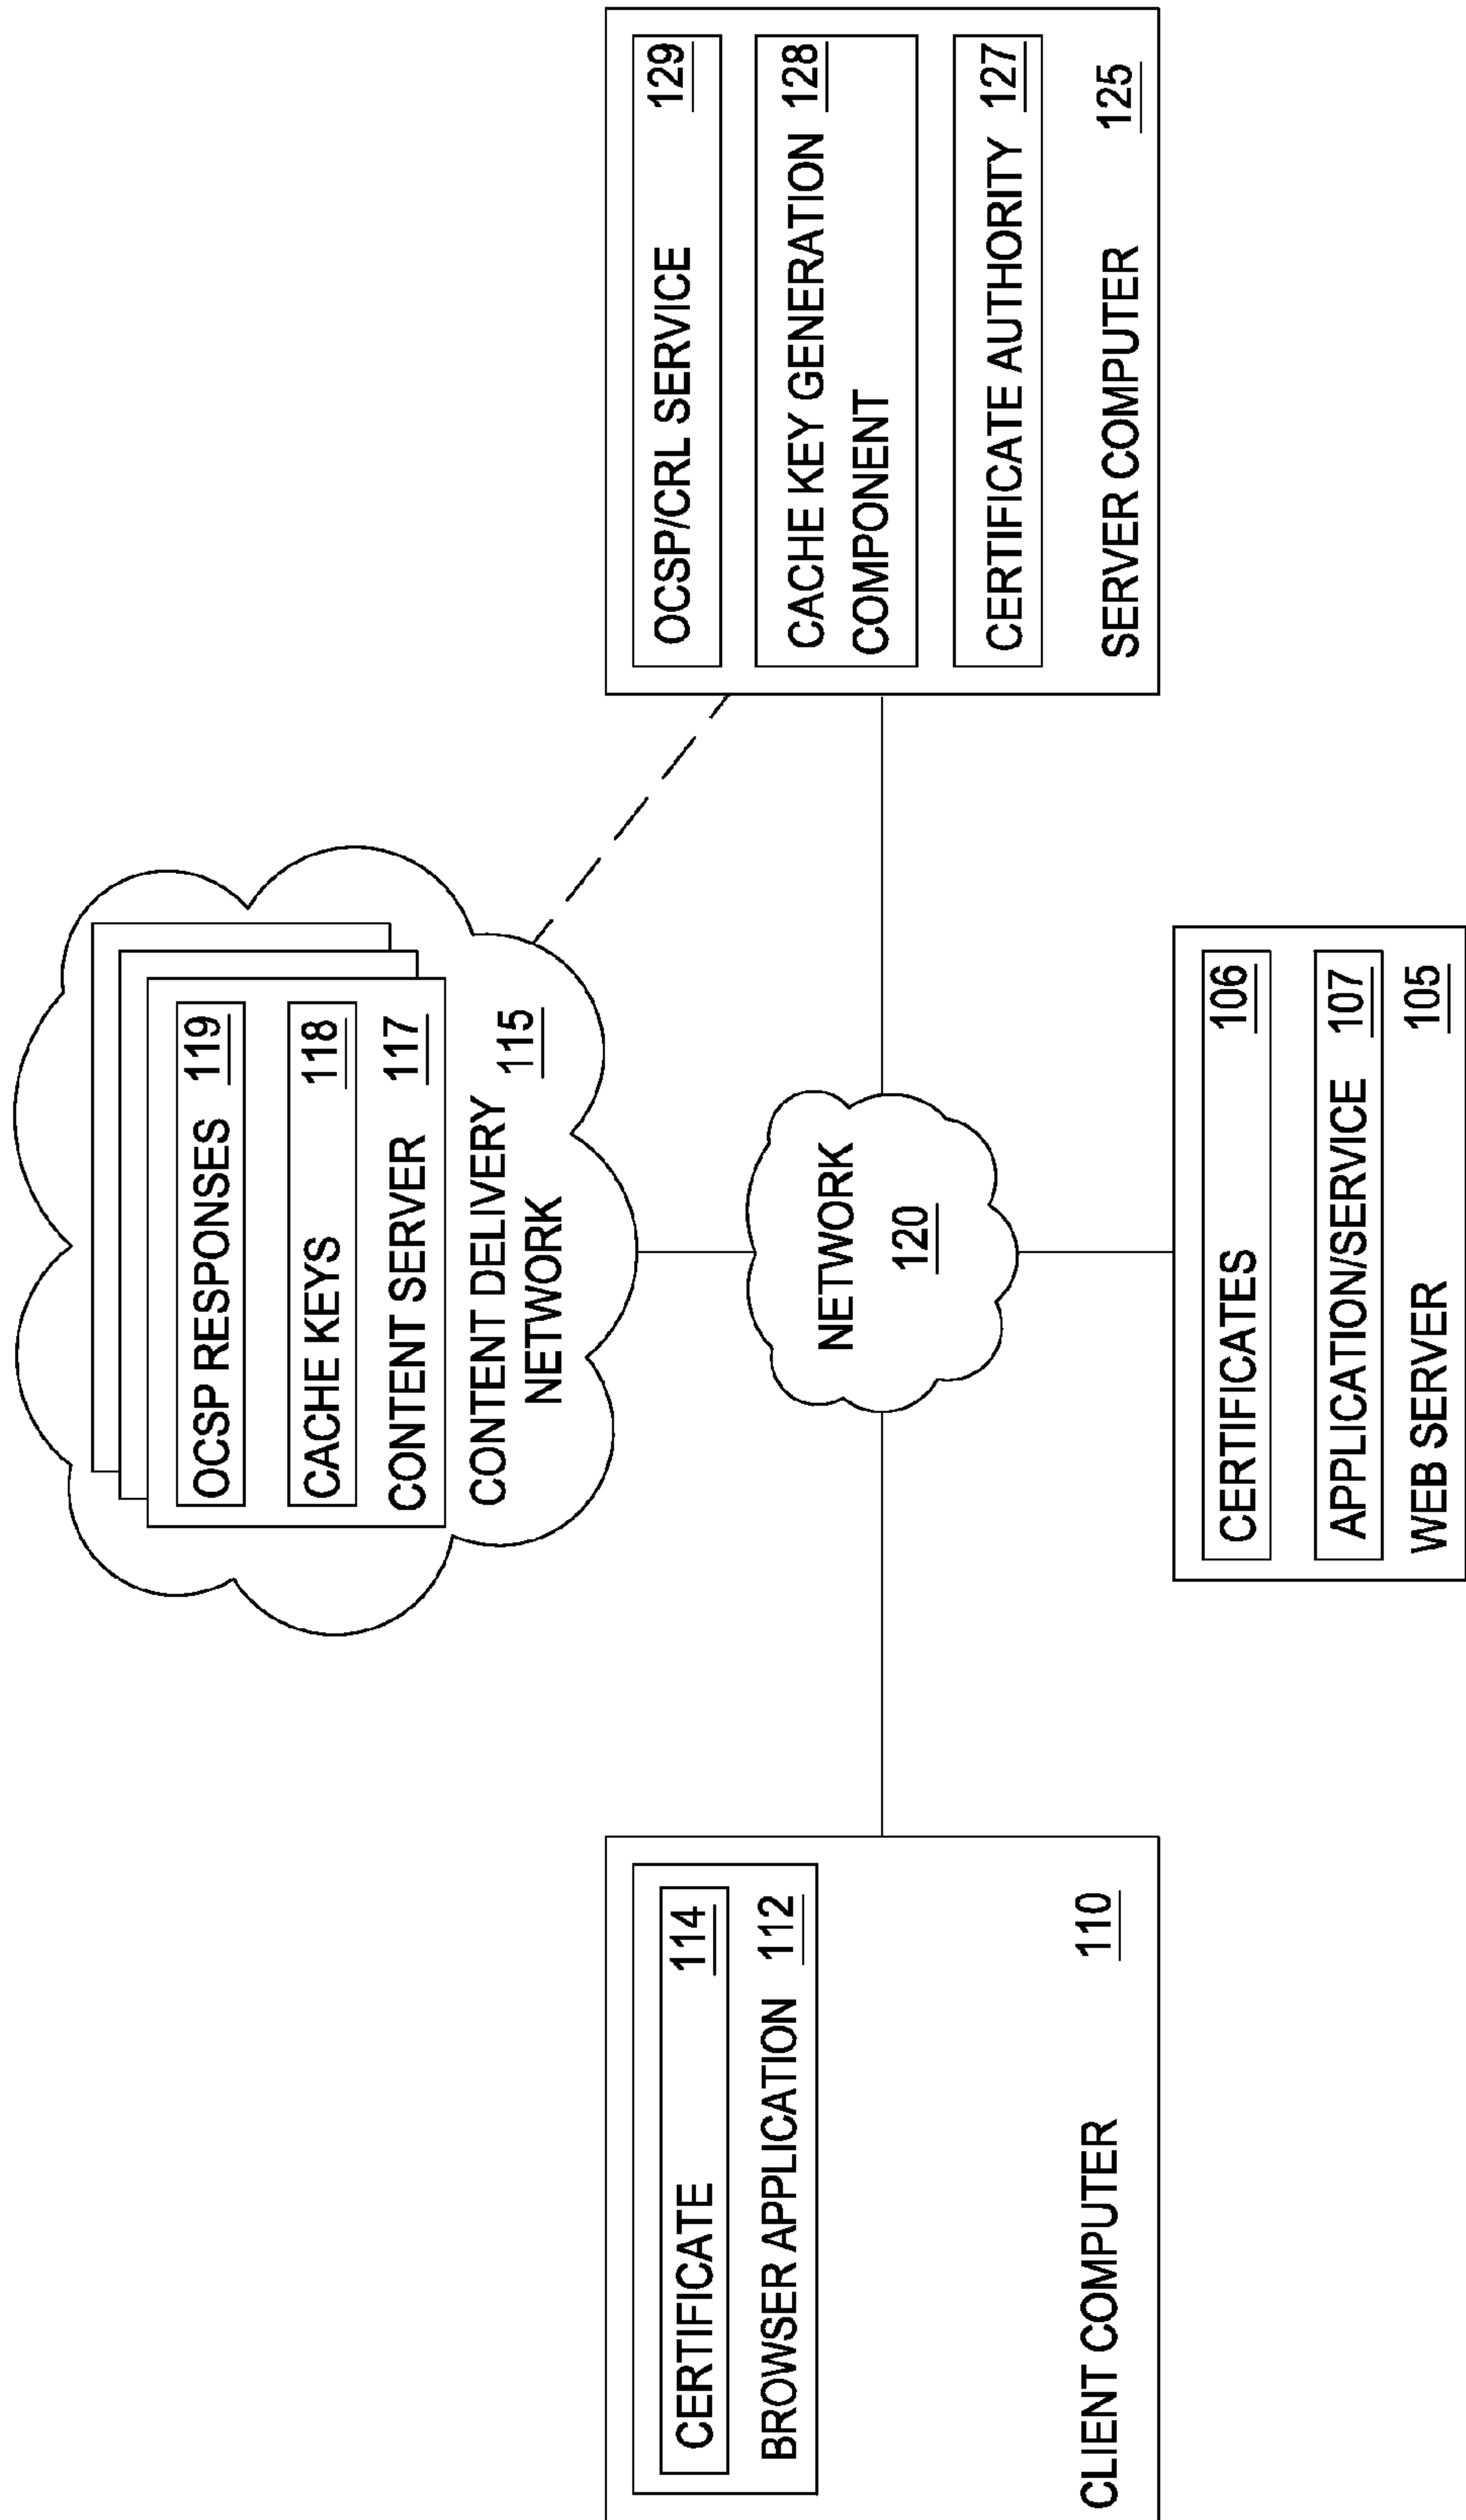 OCSP RESPONSES 119
CACHE KEYS 118
CONTENT SERVER 117
CONTENT DELIVERY 115
NETWORK
CERTIFICATE 114
BROWSER APPLICATION 112
CLIENT COMPUTER 110
NETWORK
120
OCSP/CRL SERVICE 129
CACHE KEY GENERATION 128
COMPONENT
CERTIFICATE AUTHORITY 127
SERVER COMPUTER 125
CERTIFICATES 106
APPLICATION/SERVICE 107
WEB SERVER 105